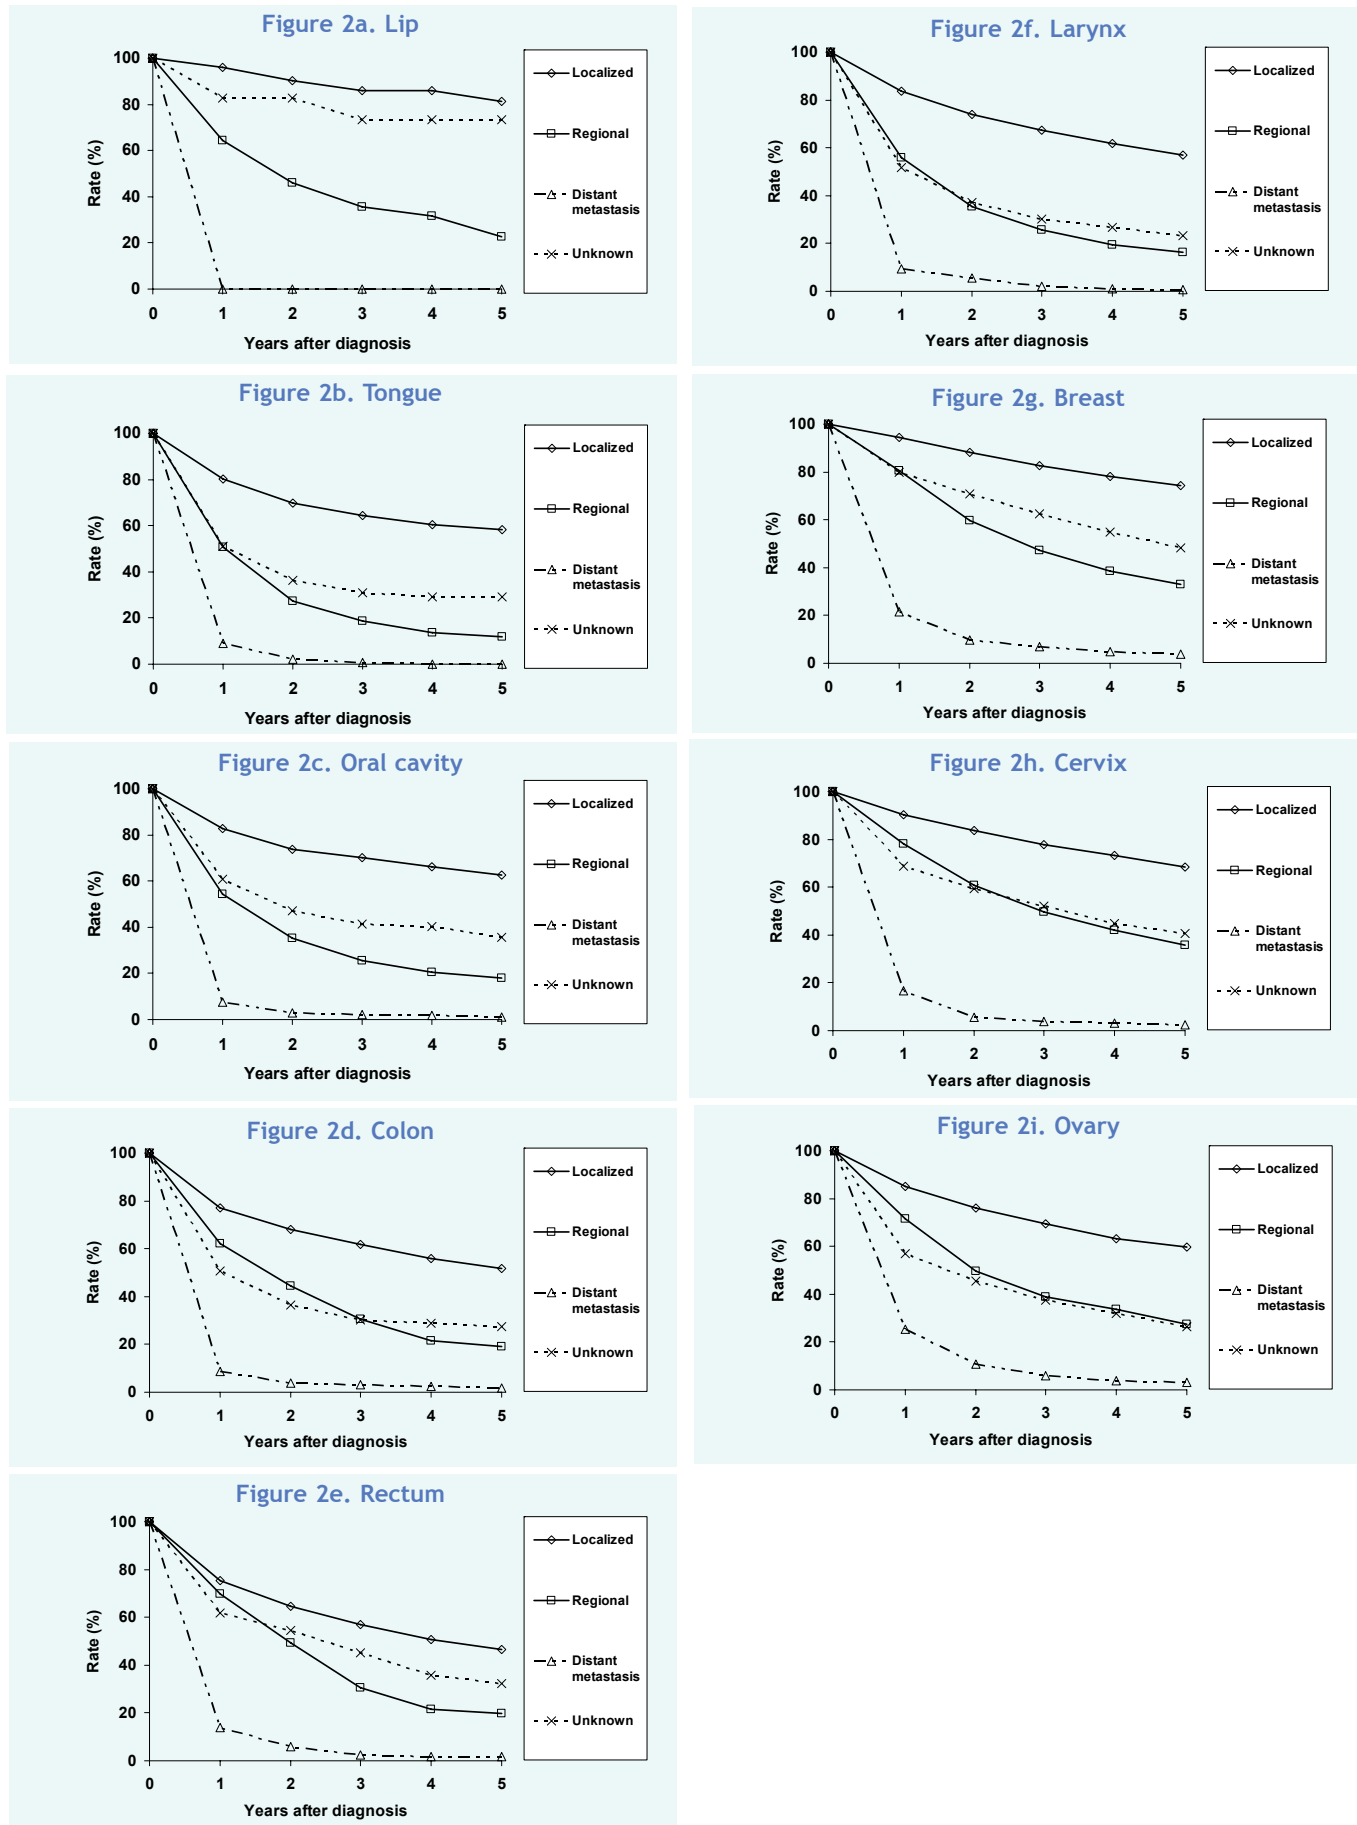 Figure 2a. Lip
100
80
60
40
20
0
Rate (%)
0 1 2 3 4 5
Years after diagnosis
Localized
Regional
Distant
metastasis
Unknown
Figure 2b. Tongue
100
80
60
40
20
0
Rate (%)
0 1 2 3 4 5
Years after diagnosis
Localized
Regional
Distant
metastasis
Unknown
Figure 2c. Oral cavity
100
80
60
40
20
0
Rate (%)
0 1 2 3 4 5
Years after diagnosis
Localized
Regional
Distant
metastasis
Unknown
Figure 2d. Colon
100
80
60
40
20
0
Rate (%)
0 1 2 3 4 5
Years after diagnosis
Localized
Regional
Distant
metastasis
Unknown
Figure 2e. Rectum
100
80
60
40
20
0
Rate (%)
0 1 2 3 4 5
Years after diagnosis
Localized
Regional
Distant
metastasis
Unknown
Figure 2f. Larynx
100
80
60
40
20
0
Rate (%)
0 1 2 3 4 5
Years after diagnosis
Localized
Regional
Distant
metastasis
Unknown
Figure 2g. Breast
100
80
60
40
20
0
Rate (%)
0 1 2 3 4 5
Years after diagnosis
Localized
Regional
Distant
metastasis
Unknown
Figure 2h. Cervix
100
80
60
40
20
0
Rate (%)
0 1 2 3 4 5
Years after diagnosis
Localized
Regional
Distant
metastasis
Unknown
Figure 2i. Ovary
100
80
60
40
20
0
Rate (%)
0 1 2 3 4 5
Years after diagnosis
Localized
Regional
Distant
metastasis
Unknown